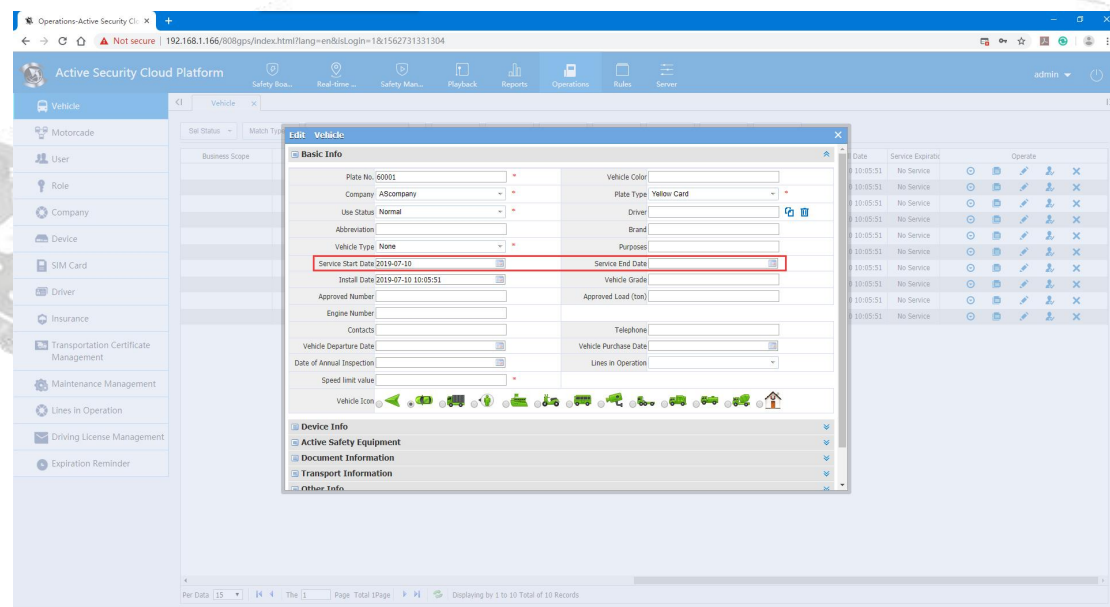 Operations-Active Security Clo
Not secure | 192.168.1.166/808gps/index.html?lang=en&isLogin=1&1562731331304
Active Security Cloud Platform
Safety Boa...
Real-time ...
Safety Man...
Playback
Reports
Operations
Rules
Server
admin
Vehicle
Motorcade
User
Role
Company
Device
SIM Card
Driver
Insurance
Transportation Certificate
Management
Maintenance Management
Lines in Operation
Driving License Management
Expiration Reminder
Vehicle
Sel Status
Match Type
Business Scope
Date Service Expiratic Operate
10:05:51 No Service
10:05:51 No Service
10:05:51 No Service
10:05:51 No Service
10:05:51 No Service
10:05:51 No Service
10:05:51 No Service
10:05:51 No Service
10:05:51 No Service
10:05:51 No Service
Edit Vehicle
Basic Info
Plate No. 60001 * Vehicle Color
Company AScompany * Plate Type Yellow Card *
Use Status Normal * Driver
Abbreviation Brand
Vehicle Type None * Purposes
Service Start Date 2019-07-10 Service End Date
Install Date 2019-07-10 10:05:51 Vehicle Grade
Approved Number Approved Load (ton)
Engine Number
Contacts Telephone
Vehicle Departure Date Vehicle Purchase Date
Date of Annual Inspection Lines in Operation
Speed limit value *
Vehicle Icon
Device Info
Active Safety Equipment
Document Information
Transport Information
Other Info
Per Data 15 The 1 Page Total 1Page Displaying by 1 to 10 Total of 10 Records